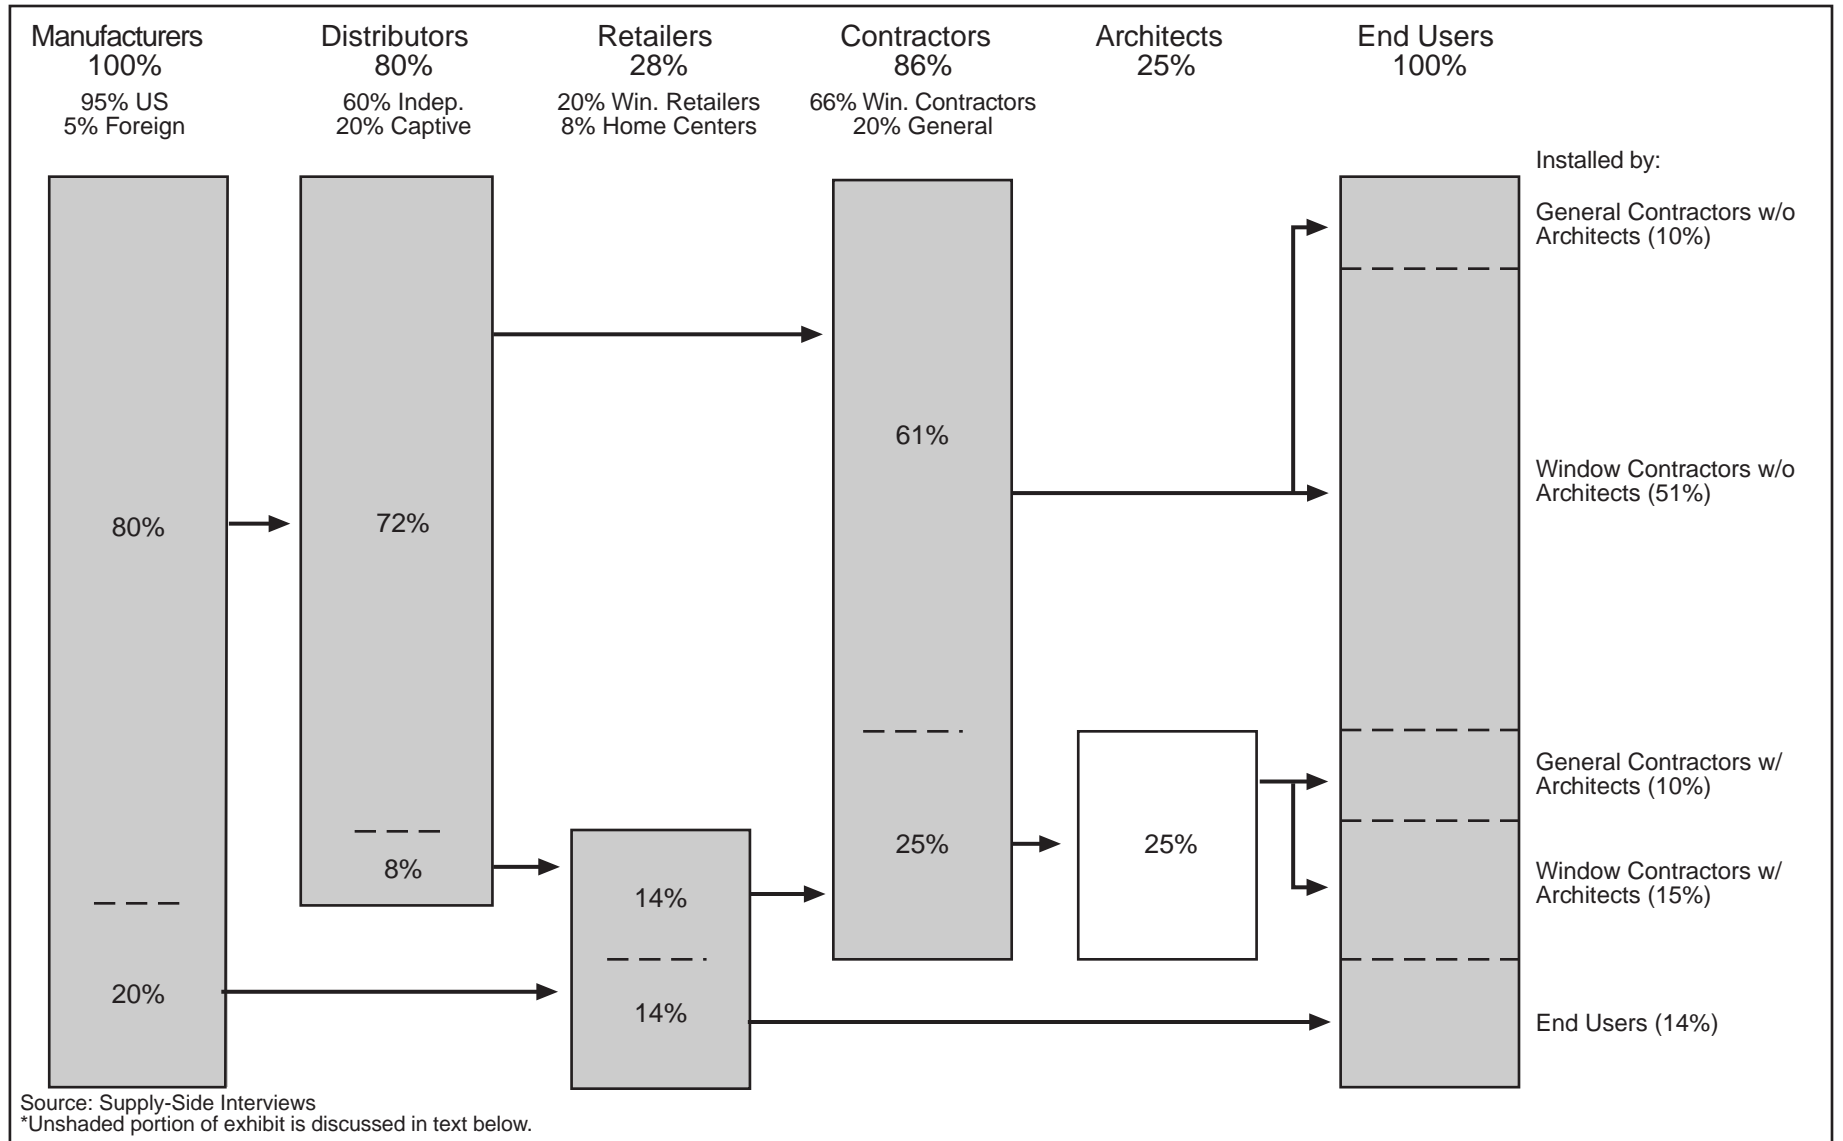 Manufacturers
100%
95% US
5% Foreign
Distributors
80%
60% Indep.
20% Captive
Retailers
28%
20% Win. Retailers
8% Home Centers
Contractors
86%
66% Win. Contractors
20% General
Architects
25%
End Users
100%
80%
20%
72%
8%
14%
14%
61%
25%
25%
Installed by:
General Contractors w/o
Architects (10%)
Window Contractors w/o
Architects (51%)
General Contractors w/
Architects (10%)
Window Contractors w/
Architects (15%)
End Users (14%)
Source: Supply-Side Interviews
*Unshaded portion of exhibit is discussed in text below.